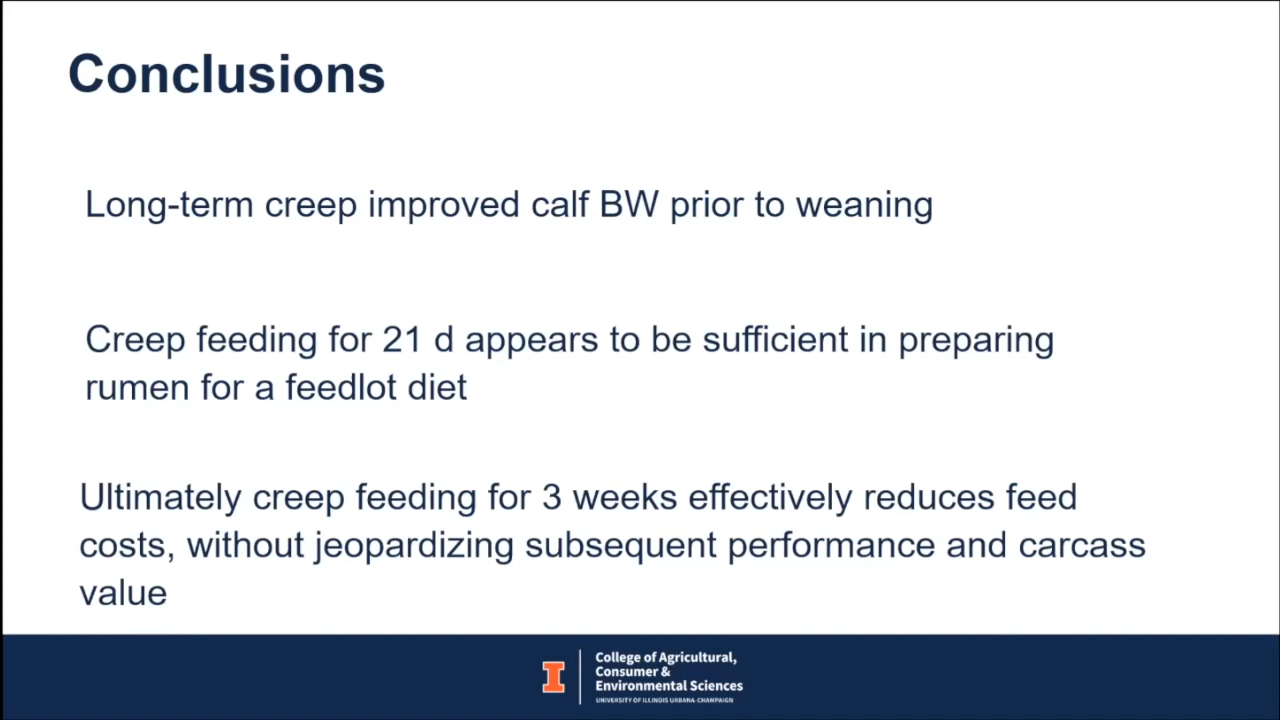 Conclusions
Long-term creep improved calf BW prior to weaning
Creep feeding for 21 d appears to be sufficient in preparing
rumen for a feedlot diet
Ultimately creep feeding for 3 weeks effectively reduces feed
costs, without jeopardizing subsequent performance and carcass
value
I
College of Agricultural,
Consumer &
Environmental Sciences
UNIVERSITY OF ILLINOIS URBANA-CHAMPAIGN